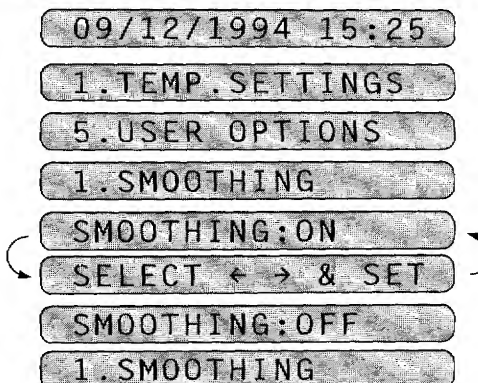 09/12/1994 15:25
1.TEMP.SETTINGS
5.USER OPTIONS
1.SMOOTHING
SMOOTHING:ON
SELECT ← → & SET
SMOOTHING:OFF
1.SMOOTHING